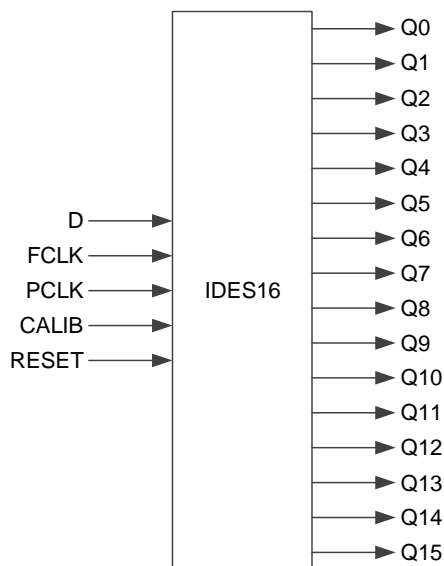 D
FCLK
PCLK
CALIB
RESET
IDES16
Q0
Q1
Q2
Q3
Q4
Q5
Q6
Q7
Q8
Q9
Q10
Q11
Q12
Q13
Q14
Q15